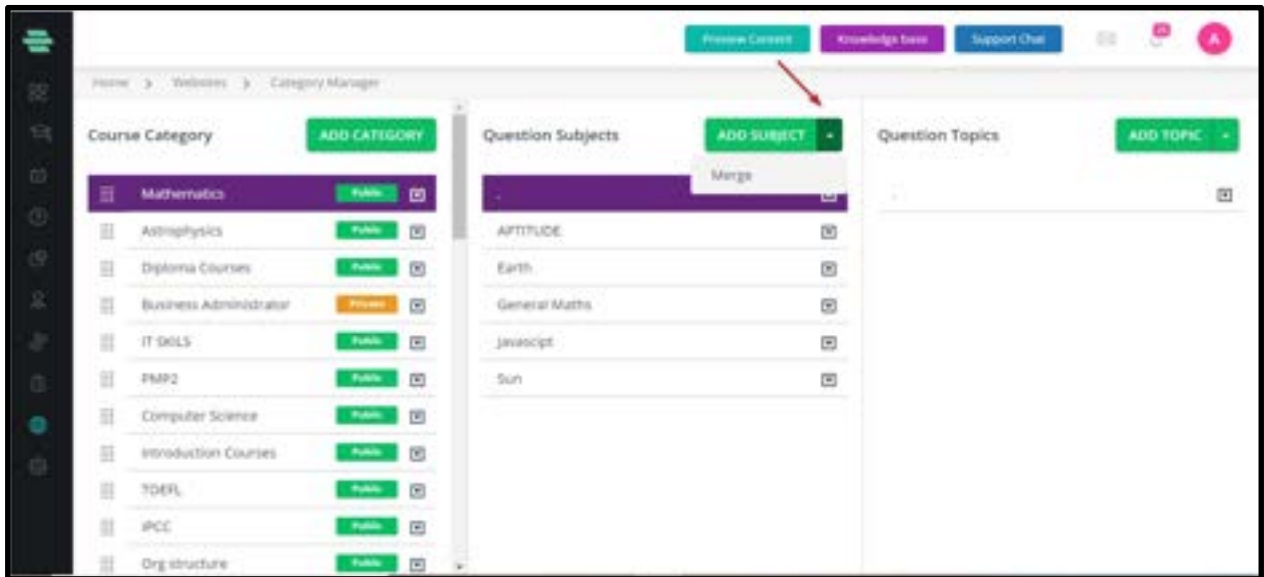 Preview Content Knowledge base Support Chat A
Home > Websites > Category Manager
Course Category ADD CATEGORY
Mathematics Public
Astrophysics Public
Diploma Courses Public
Business Administrator Private
IT SKILS Public
PMP2 Public
Computer Science Public
Introduction Courses Public
TOEFL Public
IPCC Public
Org structure Public
Question Subjects ADD SUBJECT
Merge
.
APTITUDE
Earth
General Maths
Javascipt
Sun
Question Topics ADD TOPIC
.